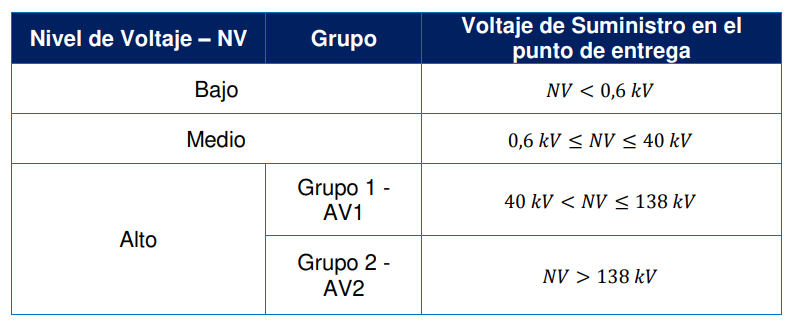 Nivel de Voltaje – NV
Grupo
Voltaje de Suministro en el
punto de entrega
Bajo
NV < 0,6 kV
Medio
0,6 kV ≤ NV ≤ 40 kV
Alto
Grupo 1 -
AV1
40 kV < NV ≤ 138 kV
Grupo 2 -
AV2
NV > 138 kV